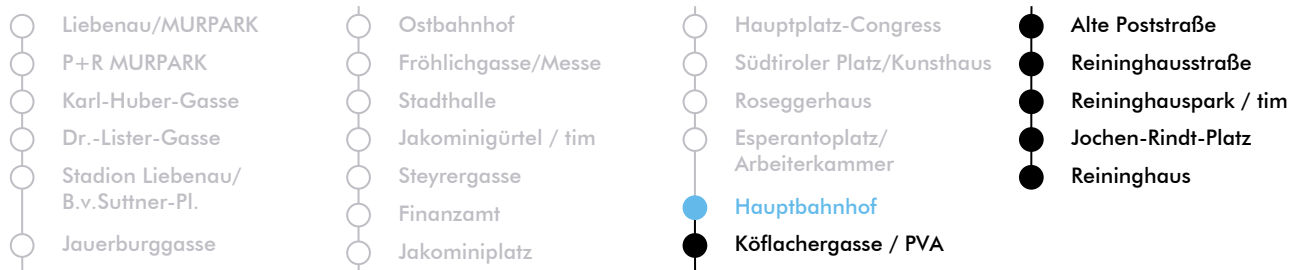 Liebenau/MURPARK
P+R MURPARK
Karl-Huber-Gasse
Dr.-Lister-Gasse
Stadion Liebenau/
B.v.Suttner-Pl.
Jauerburggasse
Ostbahnhof
Fröhlichgasse/Messe
Stadthalle
Jakominigürtel / tim
Steyrergasse
Finanzamt
Jakominiplatz
Hauptplatz-Congress
Südtiroler Platz/Kunsthaus
Roseggerhaus
Esperantoplatz/
Arbeiterkammer
Hauptbahnhof
Köflachergasse / PVA
Alte Poststraße
Reininghausstraße
Reininghauspark / tim
Jochen-Rindt-Platz
Reininghaus